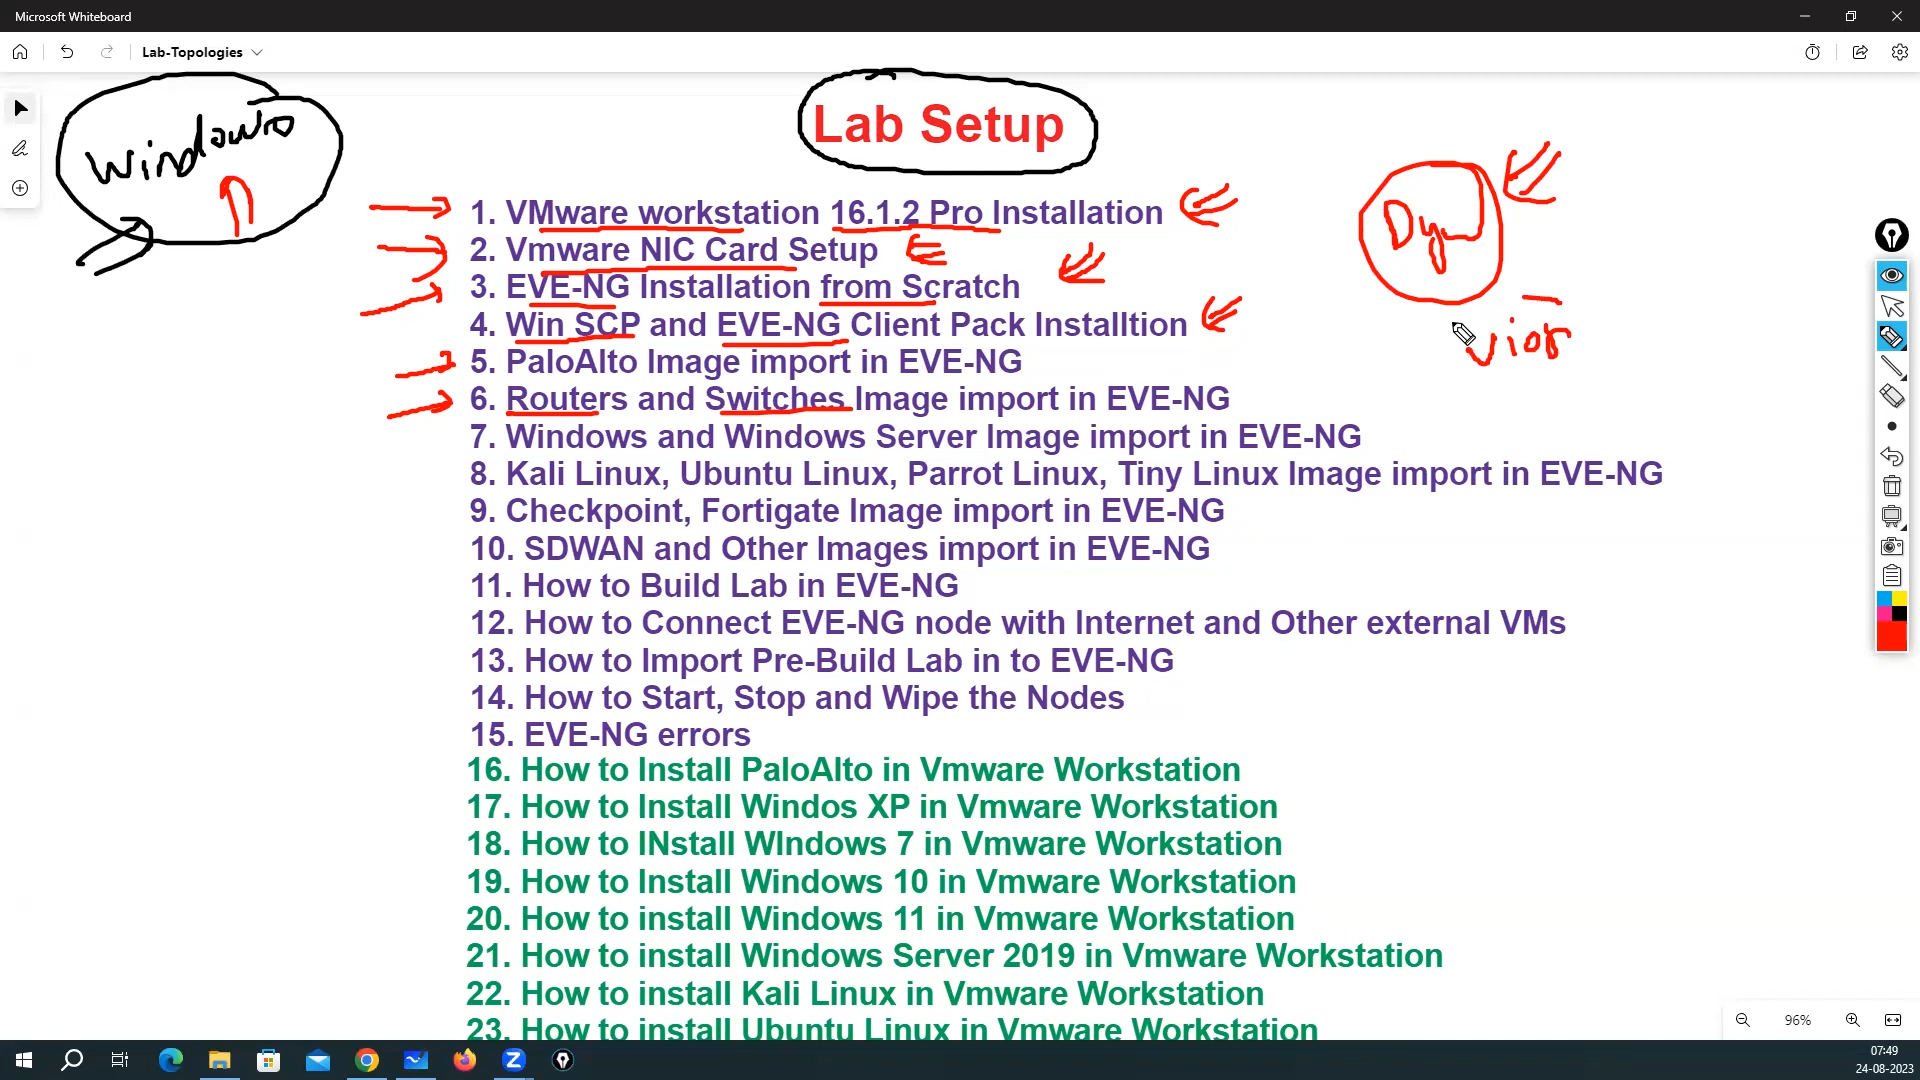 Microsoft Whiteboard
Lab-Topologies
Windows
Lab Setup
1. VMware workstation 16.1.2 Pro Installation
2. Vmware NIC Card Setup
3. EVE-NG Installation from Scratch
4. Win SCP and EVE-NG Client Pack Installtion
5. PaloAlto Image import in EVE-NG
6. Routers and Switches Image import in EVE-NG
7. Windows and Windows Server Image import in EVE-NG
8. Kali Linux, Ubuntu Linux, Parrot Linux, Tiny Linux Image import in EVE-NG
9. Checkpoint, Fortigate Image import in EVE-NG
10. SDWAN and Other Images import in EVE-NG
11. How to Build Lab in EVE-NG
12. How to Connect EVE-NG node with Internet and Other external VMs
13. How to Import Pre-Build Lab in to EVE-NG
14. How to Start, Stop and Wipe the Nodes
15. EVE-NG errors
16. How to Install PaloAlto in Vmware Workstation
17. How to Install Windos XP in Vmware Workstation
18. How to INstall WIndows 7 in Vmware Workstation
19. How to Install Windows 10 in Vmware Workstation
20. How to install Windows 11 in Vmware Workstation
21. How to install Windows Server 2019 in Vmware Workstation
22. How to install Kali Linux in Vmware Workstation
23. How to install Ubuntu Linux in Vmware Workstation
96%
07:49
24-08-2023